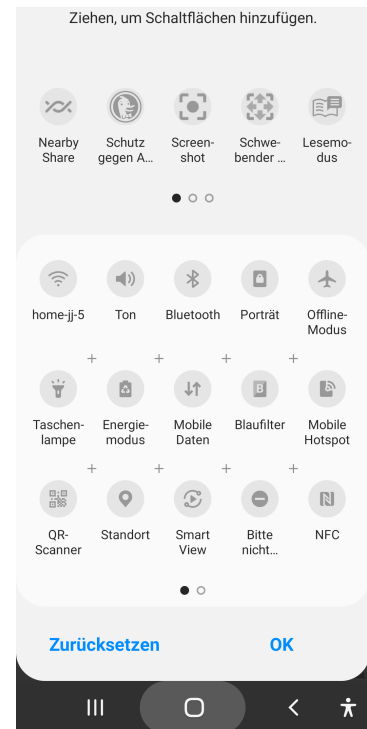 Ziehen, um Schaltflächen hinzufügen.
Nearby Share
Schutz gegen A...
Screen-
shot
Schwe-
bender ...
Lesemo-
dus
home-jj-5
Ton
Bluetooth
Porträt
Offline-
Modus
Taschen-
lampe
Energie-
modus
Mobile
Daten
B
Blaufilter
Mobile
Hotspot
QR-
Scanner
Standort
Smart
View
Bitte
nicht...
NFC
Zurücksetzen
OK